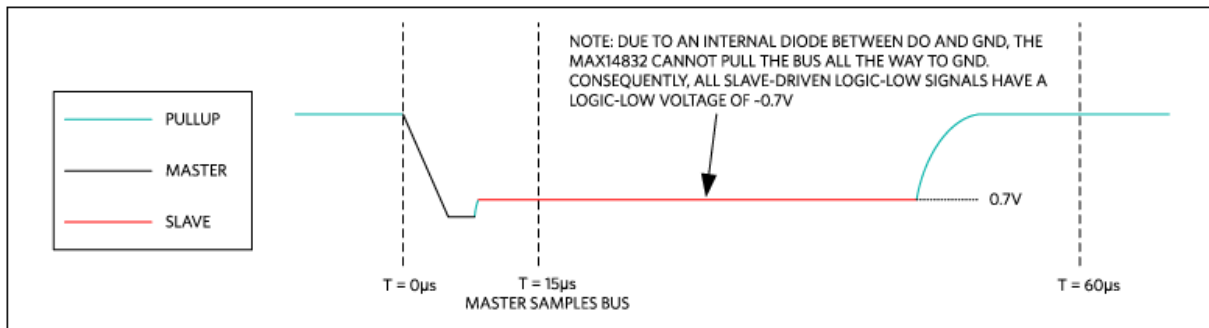 NOTE: DUE TO AN INTERNAL DIODE BETWEEN DO AND GND, THE
MAX14832 CANNOT PULL THE BUS ALL THE WAY TO GND.
CONSEQUENTLY, ALL SLAVE-DRIVEN LOGIC-LOW SIGNALS HAVE A
LOGIC-LOW VOLTAGE OF ~0.7V
PULLUP
MASTER
SLAVE
0.7V
T = 0µs
T = 15µs
MASTER SAMPLES BUS
T = 60µs